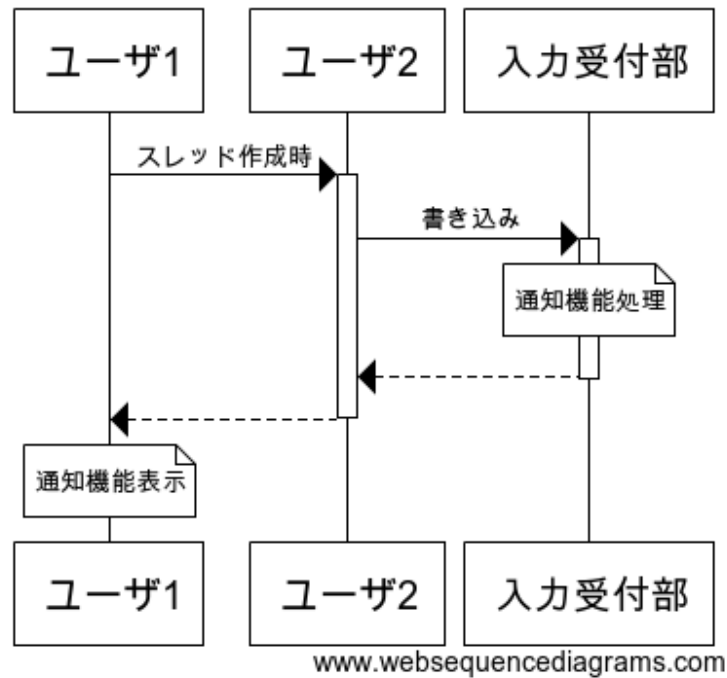 ユーザ1
ユーザ2
入力受付部
スレッド作成時
書き込み
通知機能処理
通知機能表示
ユーザ1
ユーザ2
入力受付部
www.websequencediagrams.com